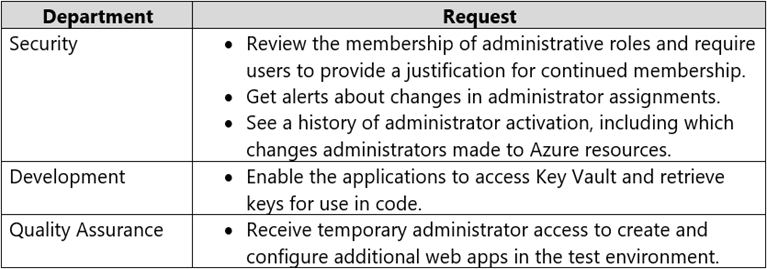 Department Request
Security
• Review the membership of administrative roles and require
users to provide a justification for continued membership.
• Get alerts about changes in administrator assignments.
• See a history of administrator activation, including which
changes administrators made to Azure resources.
Development
• Enable the applications to access Key Vault and retrieve
keys for use in code.
Quality Assurance
• Receive temporary administrator access to create and
configure additional web apps in the test environment.